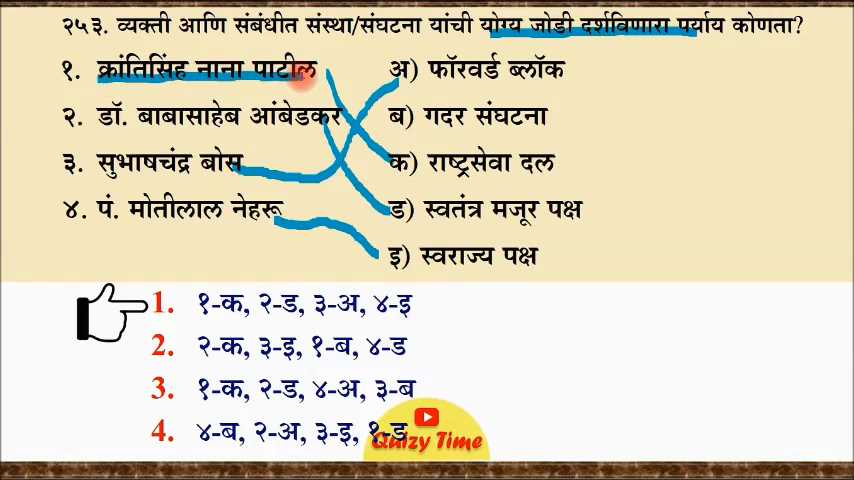 २५३. व्यक्ती आणि संबंधीत संस्था/संघटना यांची योग्य जोडी दर्शविणारा पर्याय कोणता?
१. क्रांतिसिंह नाना पाटील अ) फॉरवर्ड ब्लॉक
२. डॉ. बाबासाहेब आंबेडकर ब) गदर संघटना
३. सुभाषचंद्र बोस क) राष्ट्रसेवा दल
४. पं. मोतीलाल नेहरू ड) स्वतंत्र मजूर पक्ष
इ) स्वराज्य पक्ष
1. १-क, २-ड, ३-अ, ४-इ
2. २-क, ३-इ, १-ब, ४-ड
3. १-क, २-ड, ४-अ, ३-ब
4. ४-ब, २-अ, ३-इ, १-ड
Quizy Time